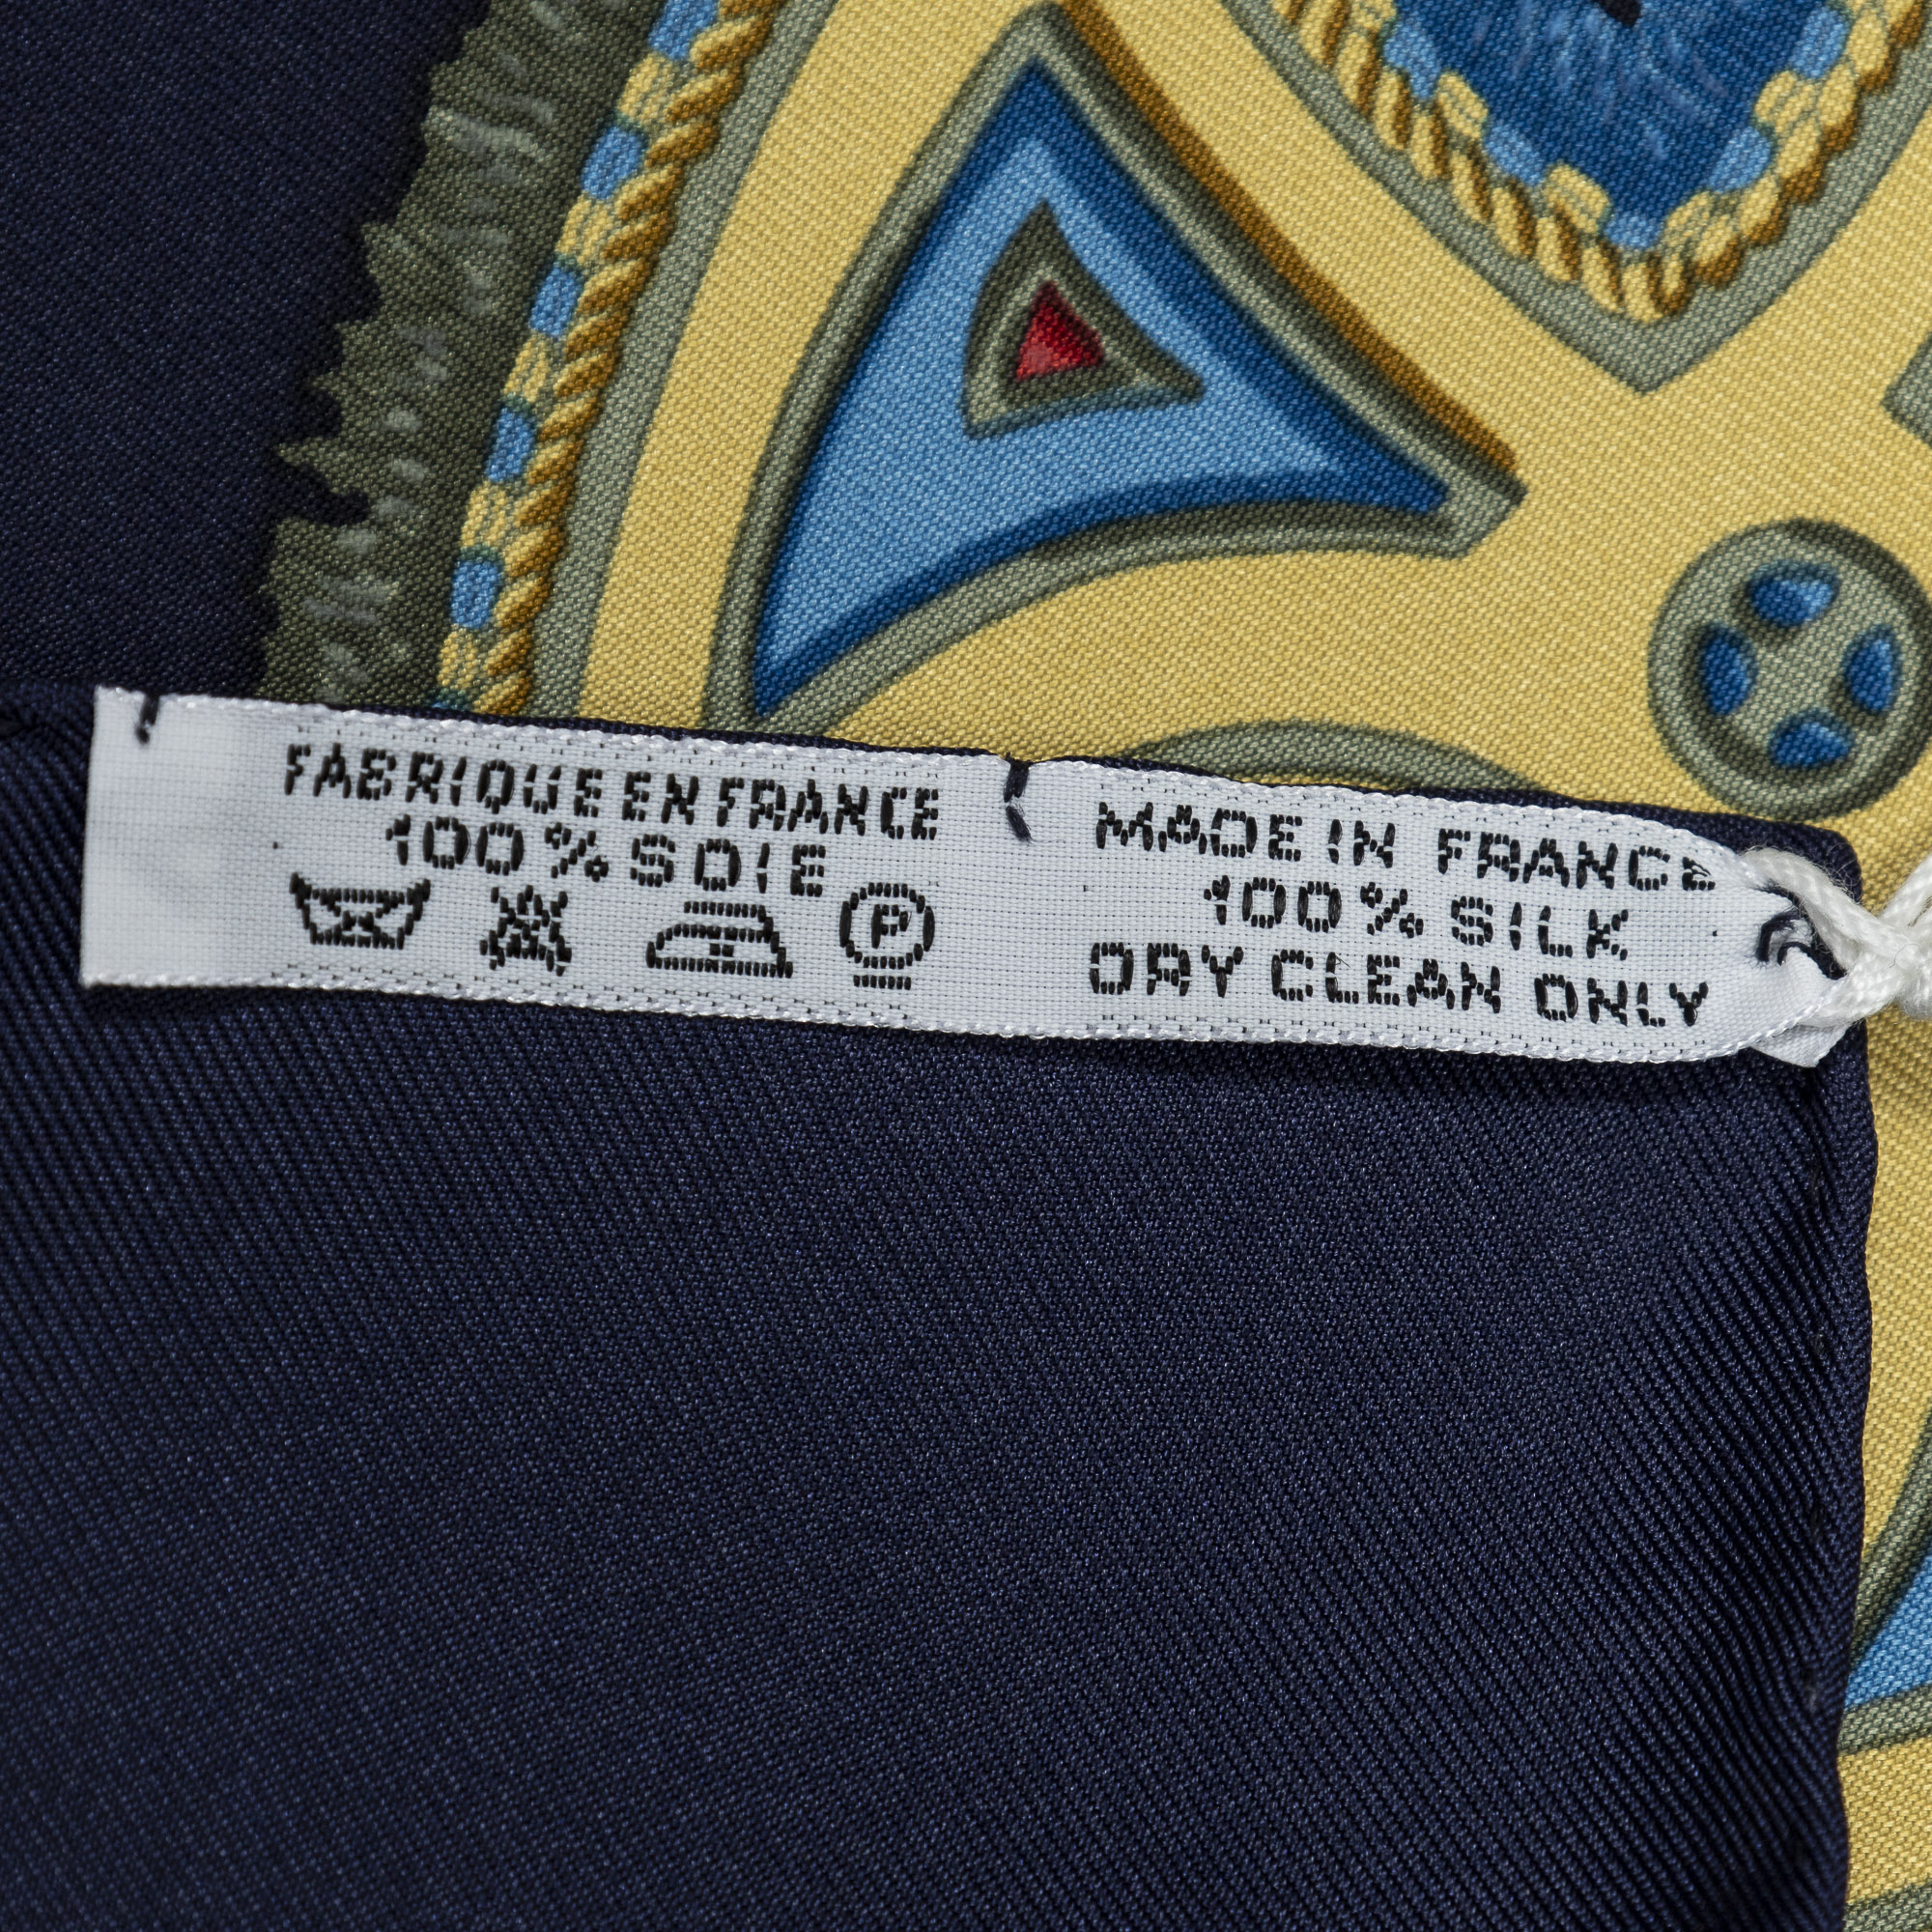 FABRIQUE EN FRANCE
100% SOIE
P
MADE IN FRANCE
100% SILK
DRY CLEAN ONLY